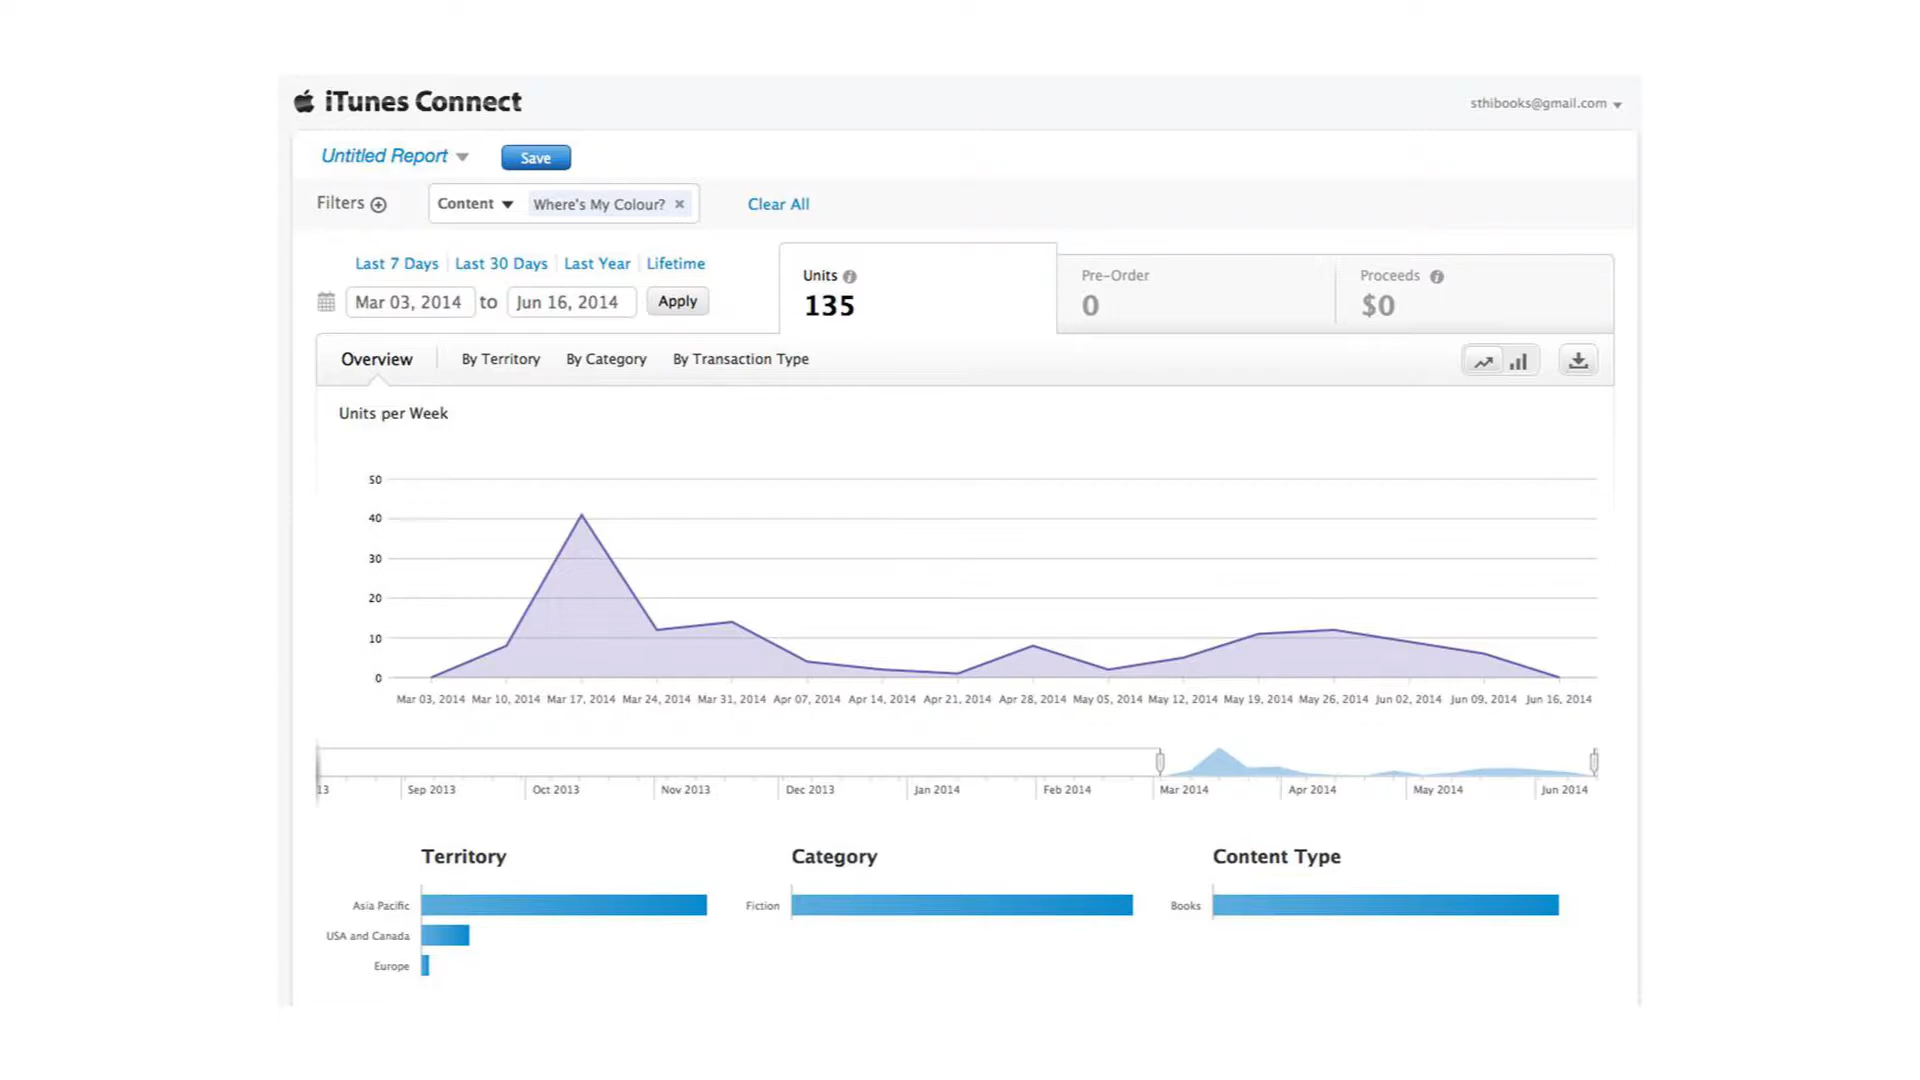 iTunes Connect
sthibooks@gmail.com
Untitled Report
Save
Filters
Content
Where's My Colour? ×
Clear All
Last 7 Days Last 30 Days Last Year Lifetime
Mar 03, 2014 to Jun 16, 2014 Apply
Units
135
Pre-Order
0
Proceeds
$0
Overview By Territory By Category By Transaction Type
Units per Week
50
40
30
20
10
0
Mar 03, 2014 Mar 10, 2014 Mar 17, 2014 Mar 24, 2014 Mar 31, 2014 Apr 07, 2014 Apr 14, 2014 Apr 21, 2014 Apr 28, 2014 May 05, 2014 May 12, 2014 May 19, 2014 May 26, 2014 Jun 02, 2014 Jun 09, 2014 Jun 16, 2014
13 Sep 2013 Oct 2013 Nov 2013 Dec 2013 Jan 2014 Feb 2014 Mar 2014 Apr 2014 May 2014 Jun 2014
Territory
Asia Pacific
USA and Canada
Europe
Category
Fiction
Content Type
Books